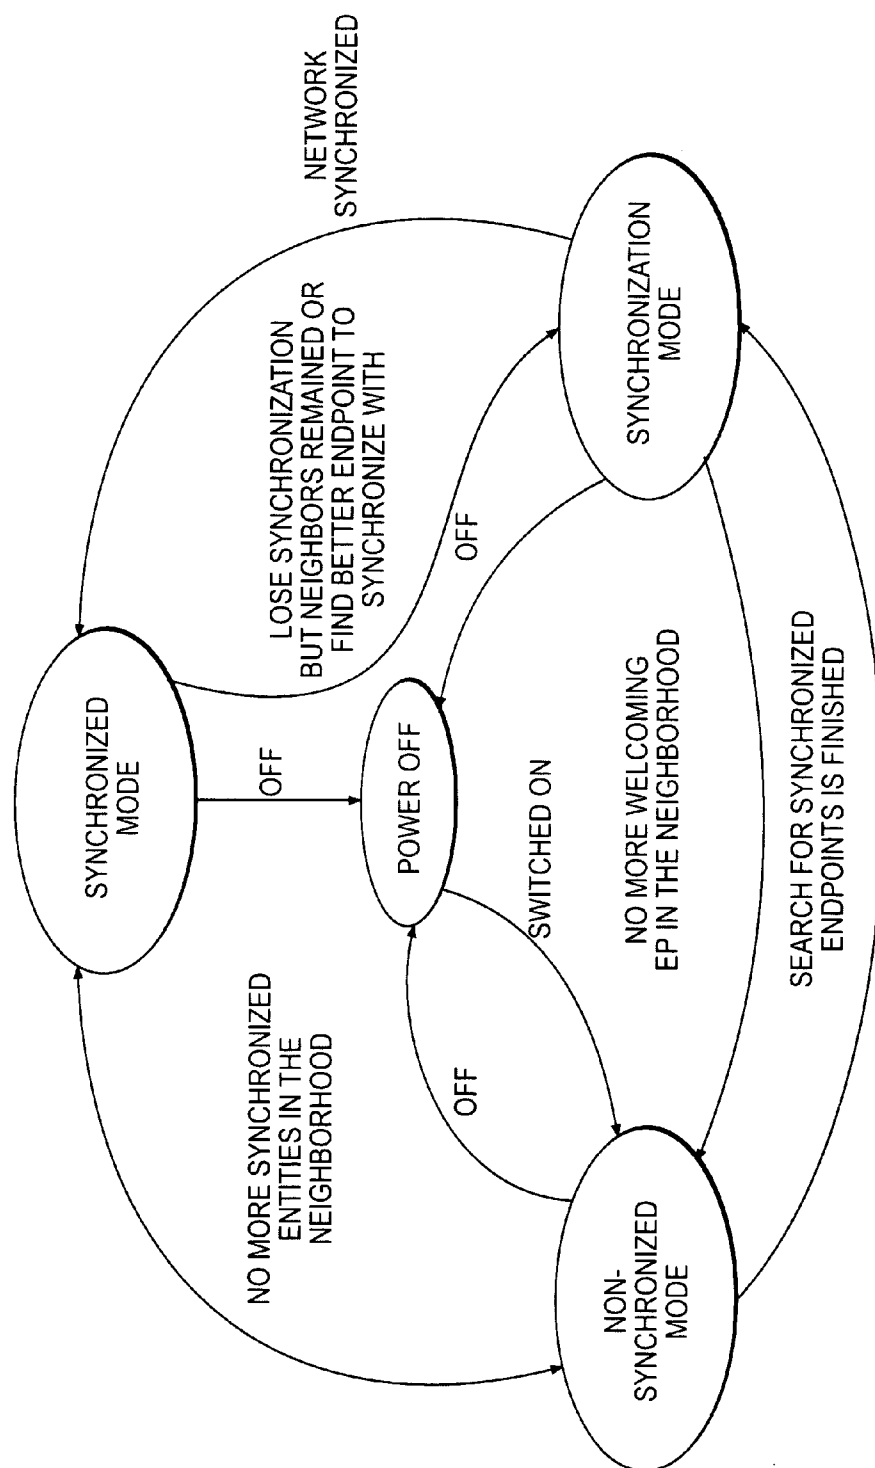 SYNCHRONIZED
MODE
NETWORK
SYNCHRONIZED
NO MORE SYNCHRONIZED
ENTITIES IN THE
NEIGHBORHOOD
LOSE SYNCHRONIZATION
BUT NEIGHBORS REMAINED OR
FIND BETTER ENDPOINT TO
SYNCHRONIZE WITH
OFF
POWER OFF
OFF
OFF
SWITCHED ON
NON-
SYNCHRONIZED
MODE
SYNCHRONIZATION
MODE
NO MORE WELCOMING
EP IN THE NEIGHBORHOOD
SEARCH FOR SYNCHRONIZED
ENDPOINTS IS FINISHED